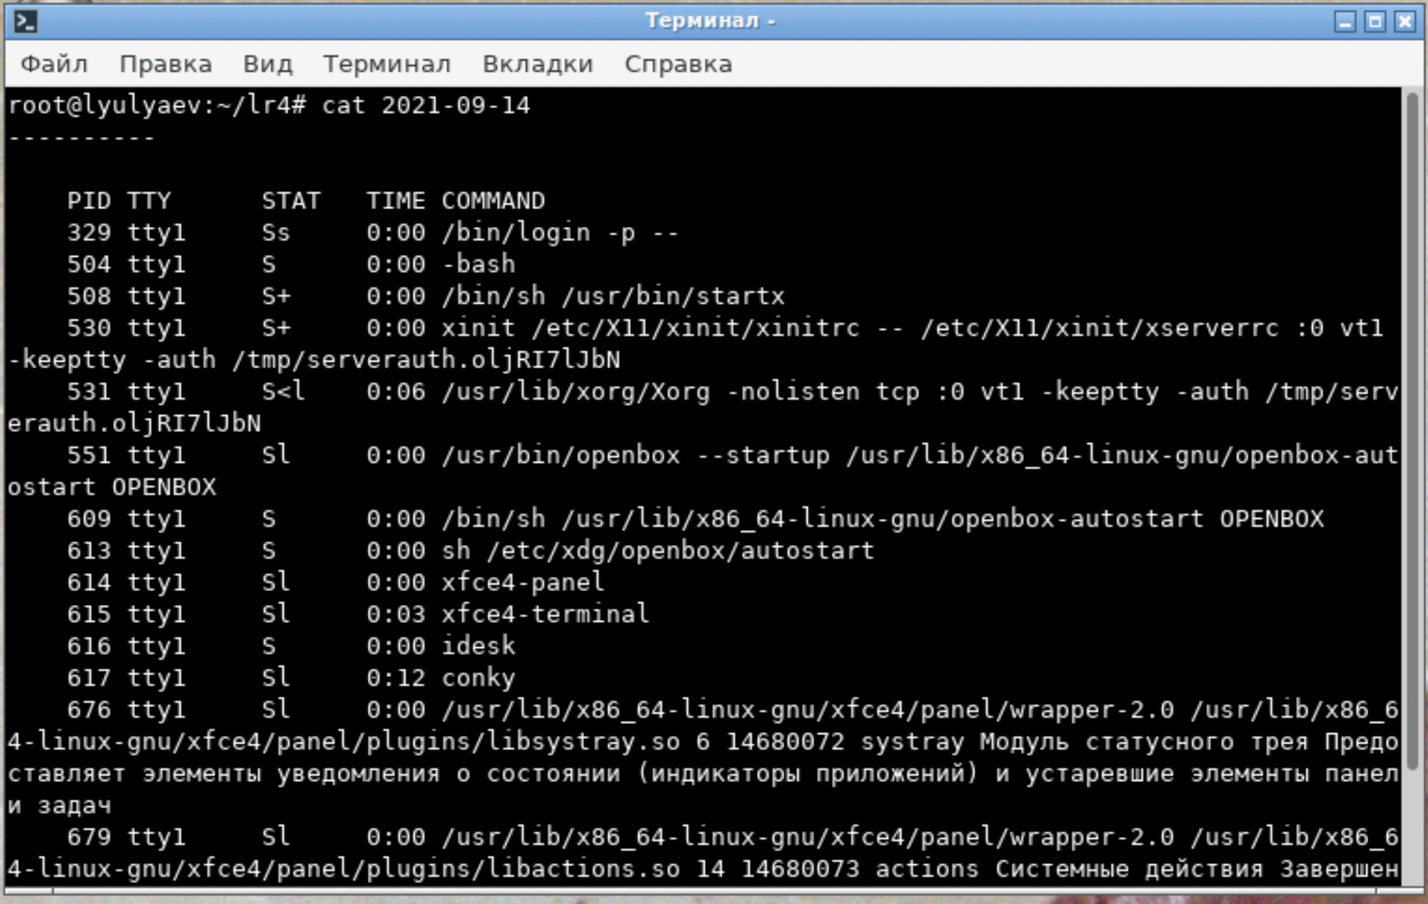 Терминал -
Файл Правка Вид Терминал Вкладки Справка
root@lyulyaev:~/lr4# cat 2021-09-14
----------
    PID TTY      STAT   TIME COMMAND
    329 tty1     Ss     0:00 /bin/login -p --
    504 tty1     S      0:00 -bash
    508 tty1     S+     0:00 /bin/sh /usr/bin/startx
    530 tty1     S+     0:00 xinit /etc/X11/xinit/xinitrc -- /etc/X11/xinit/xserverrc :0 vt1
-keeptty -auth /tmp/serverauth.oljRI7lJbN
    531 tty1     S<l    0:06 /usr/lib/xorg/Xorg -nolisten tcp :0 vt1 -keeptty -auth /tmp/serv
erauth.oljRI7lJbN
    551 tty1     Sl     0:00 /usr/bin/openbox --startup /usr/lib/x86_64-linux-gnu/openbox-aut
ostart OPENBOX
    609 tty1     S      0:00 /bin/sh /usr/lib/x86_64-linux-gnu/openbox-autostart OPENBOX
    613 tty1     S      0:00 sh /etc/xdg/openbox/autostart
    614 tty1     Sl     0:00 xfce4-panel
    615 tty1     Sl     0:03 xfce4-terminal
    616 tty1     S      0:00 idesk
    617 tty1     Sl     0:12 conky
    676 tty1     Sl     0:00 /usr/lib/x86_64-linux-gnu/xfce4/panel/wrapper-2.0 /usr/lib/x86_6
4-linux-gnu/xfce4/panel/plugins/libsystray.so 6 14680072 systray Модуль статусного трея Предо
ставляет элементы уведомления о состоянии (индикаторы приложений) и устаревшие элементы панел
и задач
    679 tty1     Sl     0:00 /usr/lib/x86_64-linux-gnu/xfce4/panel/wrapper-2.0 /usr/lib/x86_6
4-linux-gnu/xfce4/panel/plugins/libactions.so 14 14680073 actions Системные действия Завершен